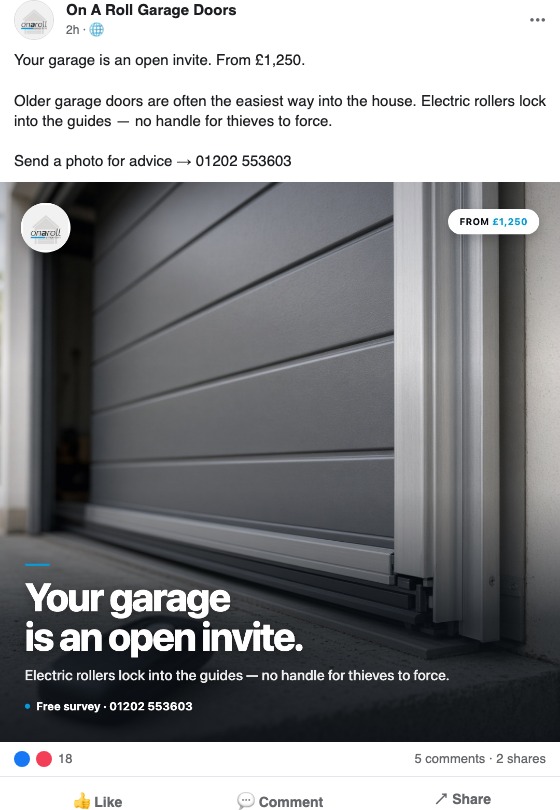 On A Roll Garage Doors
2h ·
Your garage is an open invite. From £1,250.
Older garage doors are often the easiest way into the house. Electric rollers lock
into the guides — no handle for thieves to force.
Send a photo for advice → 01202 553603
onaroll
onaroll
FROM £1,250
Your garage
is an open invite.
Electric rollers lock into the guides — no handle for thieves to force.
Free survey · 01202 553603
18
5 comments · 2 shares
Like
Comment
Share